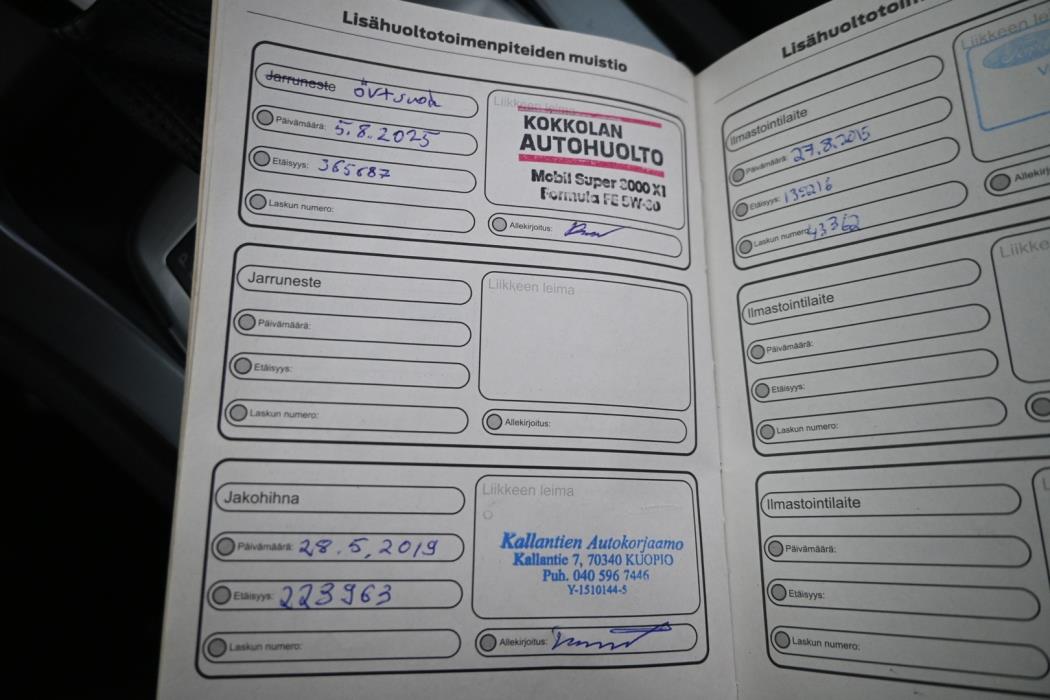 Lisähuoltotoimenpiteiden muistio
Jarruneste övtsuod
Päivämäärä: 5.8.2025
Etäisyys: 365687
Laskun numero:
Liikkeen leima
KOKKOLAN
AUTOHUOLTO
Mobil Super 3000 X1
Formula FE 5W-30
Allekirjoitus:
Jarruneste
Päivämäärä:
Etäisyys:
Laskun numero:
Liikkeen leima
Allekirjoitus:
Jakohihna
Päivämäärä: 28.5.2019
Etäisyys: 223963
Laskun numero:
Liikkeen leima
Kallantien Autokorjaamo
Kallantie 7, 70340 KUOPIO
Puh. 040 596 7446
Y-1510144-5
Allekirjoitus:
Lisähuoltotoim
Ilmastointilaite
Päivämäärä: 27.8.2015
Etäisyys: 139216
Laskun numero: 43362
Liikkeen le
Allekirj
Ilmastointilaite
Päivämäärä:
Etäisyys:
Laskun numero:
Liikke
Ilmastointilaite
Päivämäärä:
Etäisyys:
Laskun numero: